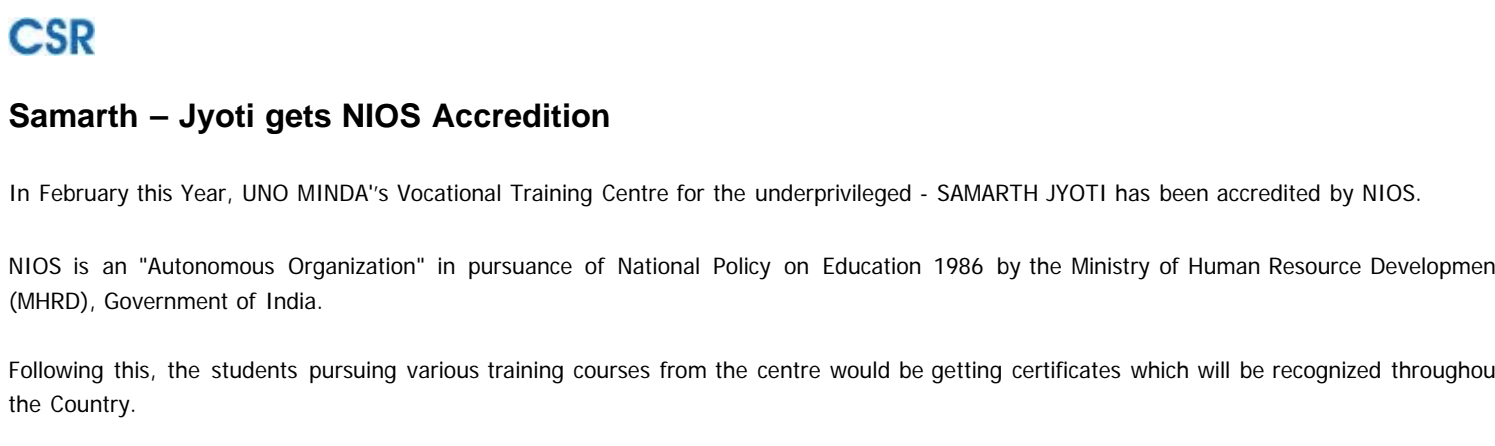 CSR
Samarth – Jyoti gets NIOS Accredition
In February this Year, UNO MINDA''s Vocational Training Centre for the underprivileged - SAMARTH JYOTI has been accredited by NIOS.
NIOS is an "Autonomous Organization" in pursuance of National Policy on Education 1986 by the Ministry of Human Resource Developmen
(MHRD), Government of India.
Following this, the students pursuing various training courses from the centre would be getting certificates which will be recognized throughou
the Country.